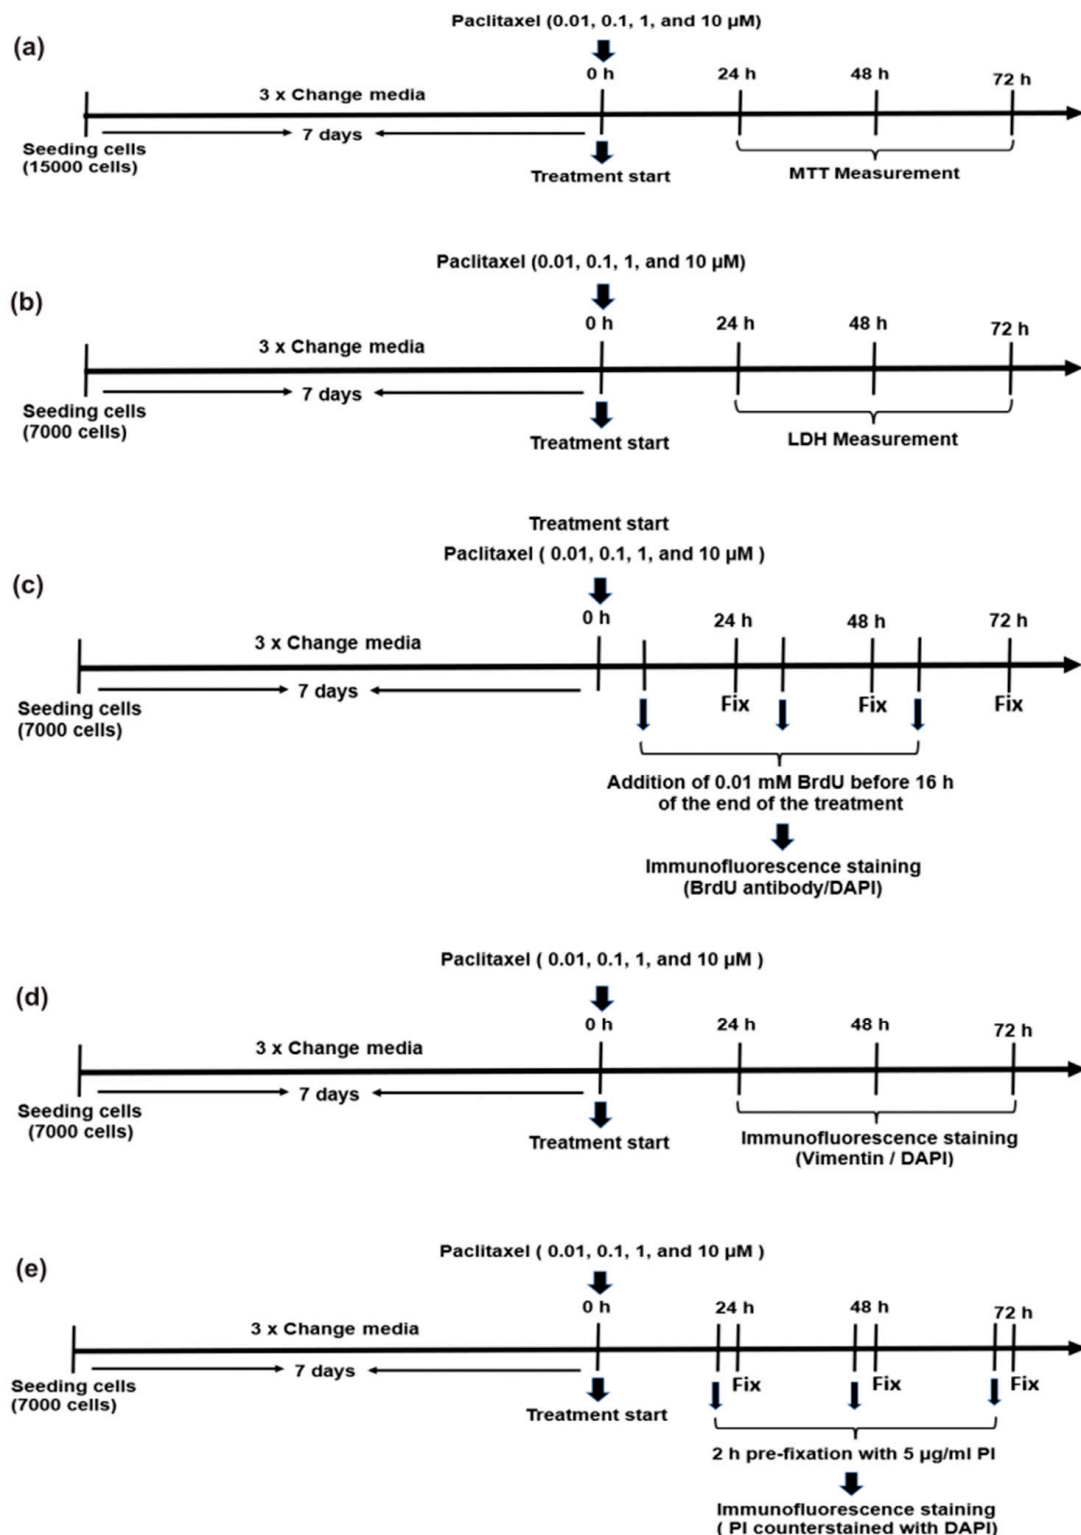 Paclitaxel (0.01, 0.1, 1, and 10 µM)
(a)
0 h 24 h 48 h 72 h
3 x Change media
7 days
Seeding cells
(15000 cells)
Treatment start
MTT Measurement
Paclitaxel (0.01, 0.1, 1, and 10 µM)
(b)
0 h 24 h 48 h 72 h
3 x Change media
7 days
Seeding cells
(7000 cells)
Treatment start
LDH Measurement
Treatment start
Paclitaxel ( 0.01, 0.1, 1, and 10 µM )
(c)
0 h 24 h 48 h 72 h
3 x Change media
7 days
Fix Fix Fix
Seeding cells
(7000 cells)
Addition of 0.01 mM BrdU before 16 h
of the end of the treatment
Immunofluorescence staining
(BrdU antibody/DAPI)
Paclitaxel ( 0.01, 0.1, 1, and 10 µM )
(d)
0 h 24 h 48 h 72 h
3 x Change media
7 days
Seeding cells
(7000 cells)
Treatment start
Immunofluorescence staining
(Vimentin / DAPI)
Paclitaxel ( 0.01, 0.1, 1, and 10 µM )
(e)
0 h 24 h 48 h 72 h
3 x Change media
7 days
Fix Fix Fix
Seeding cells
(7000 cells)
Treatment start
2 h pre-fixation with 5 µg/ml PI
Immunofluorescence staining
( PI counterstained with DAPI)